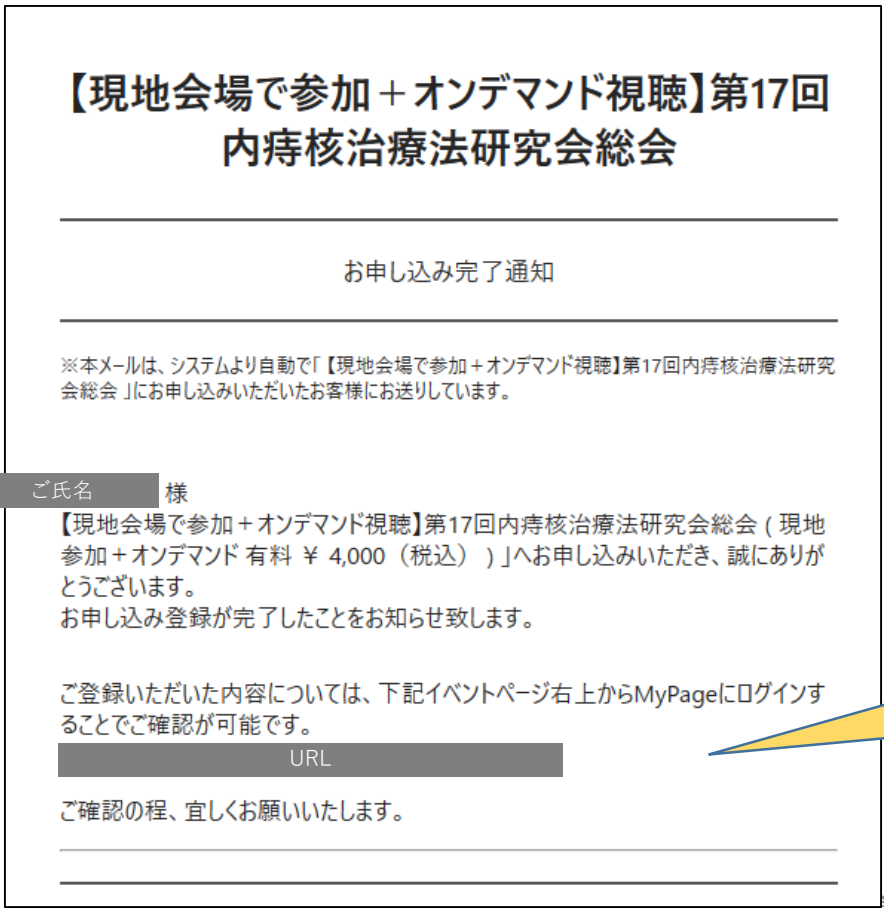 【現地会場で参加＋オンデマンド視聴】第17回
内痔核治療法研究会総会
お申し込み完了通知
※本メールは、システムより自動で「【現地会場で参加＋オンデマンド視聴】第17回内痔核治療法研究
会総会 」にお申し込みいただいたお客様にお送りしています。
ご氏名 様
【現地会場で参加＋オンデマンド視聴】第17回内痔核治療法研究会総会 ( 現地
参加＋オンデマンド 有料 ￥ 4,000（税込） ) 」へお申し込みいただき、誠にありが
とうございます。
お申し込み登録が完了したことをお知らせ致します。
ご登録いただいた内容については、下記イベントページ右上からMyPageにログインす
ることでご確認が可能です。
URL
ご確認の程、宜しくお願いいたします。